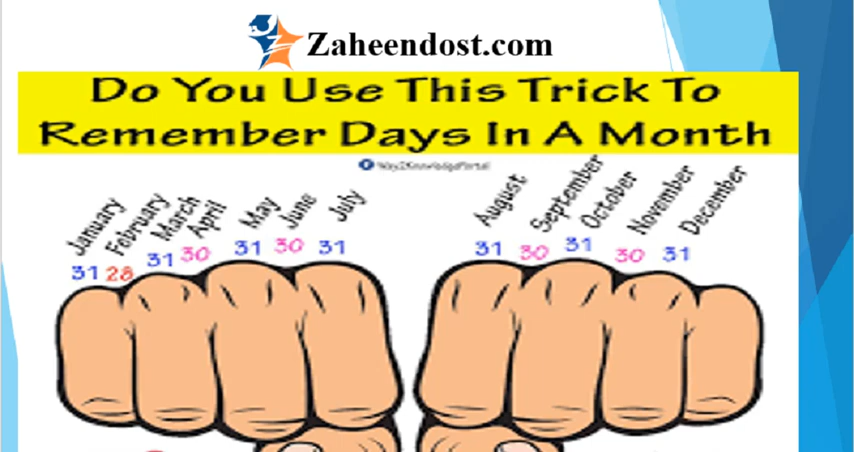 Zaheendost.com
Do You Use This Trick To
Remember Days In A Month
Way2KnowledgePortal
January February March April May June July August September October November December
31 28 31 30 31 30 31 31 30 31 30 31